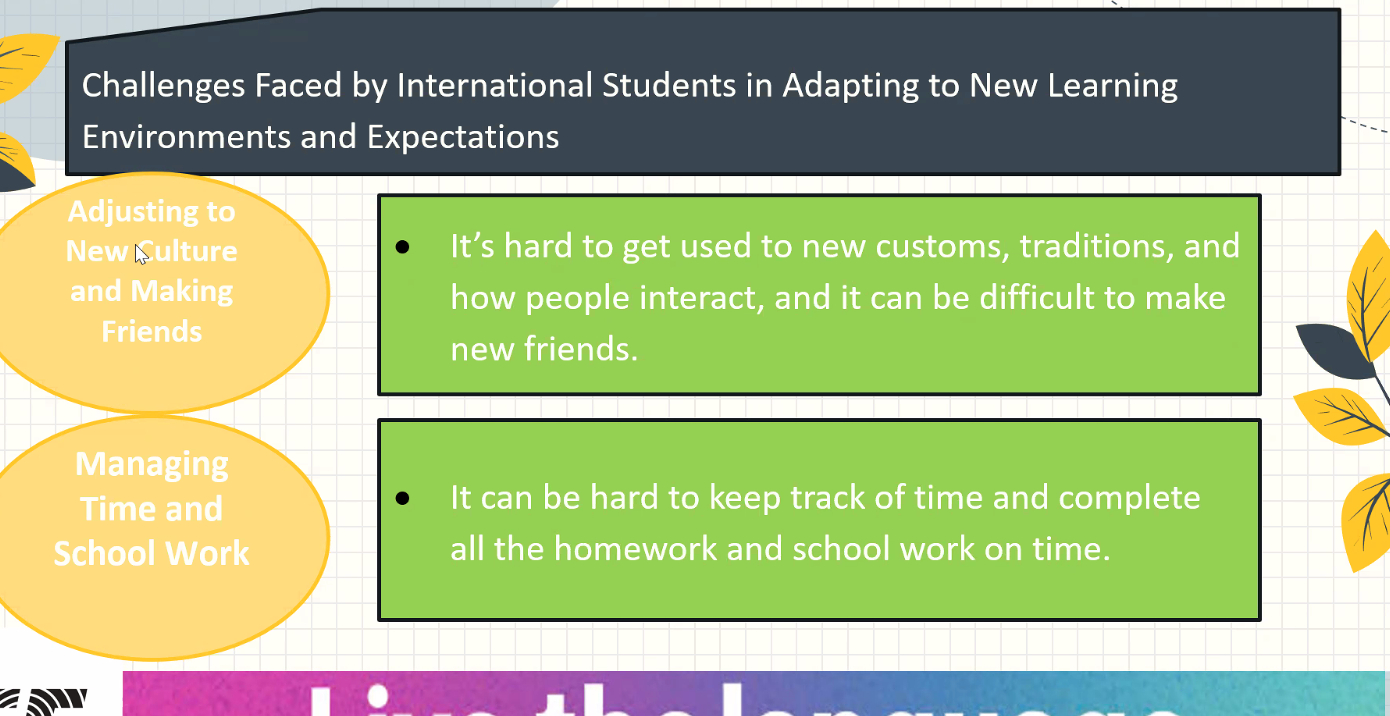 Challenges Faced by International Students in Adapting to New Learning
Environments and Expectations
Adjusting to
New Culture
and Making
Friends
● It’s hard to get used to new customs, traditions, and
how people interact, and it can be difficult to make
new friends.
Managing
Time and
School Work
● It can be hard to keep track of time and complete
all the homework and school work on time.
Live the language